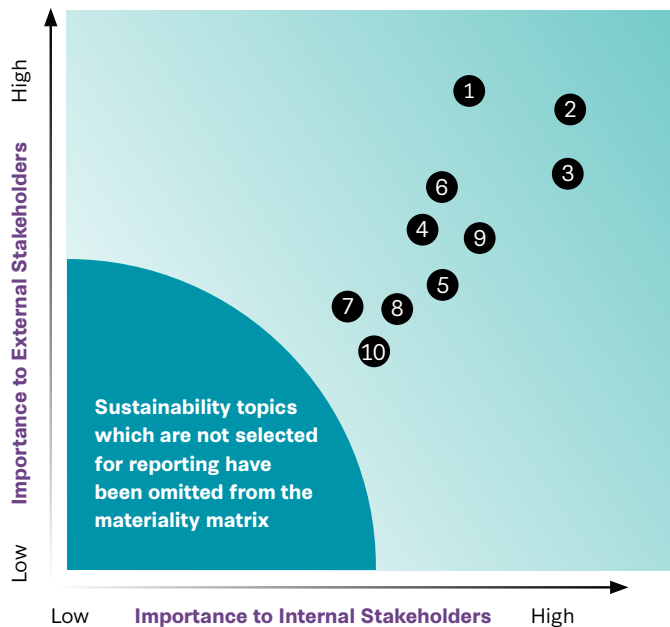 High
Importance to External Stakeholders
Low
1
2
3
6
4
9
5
7
8
10
Sustainability topics
which are not selected
for reporting have
been omitted from the
materiality matrix
Low
Importance to Internal Stakeholders
High